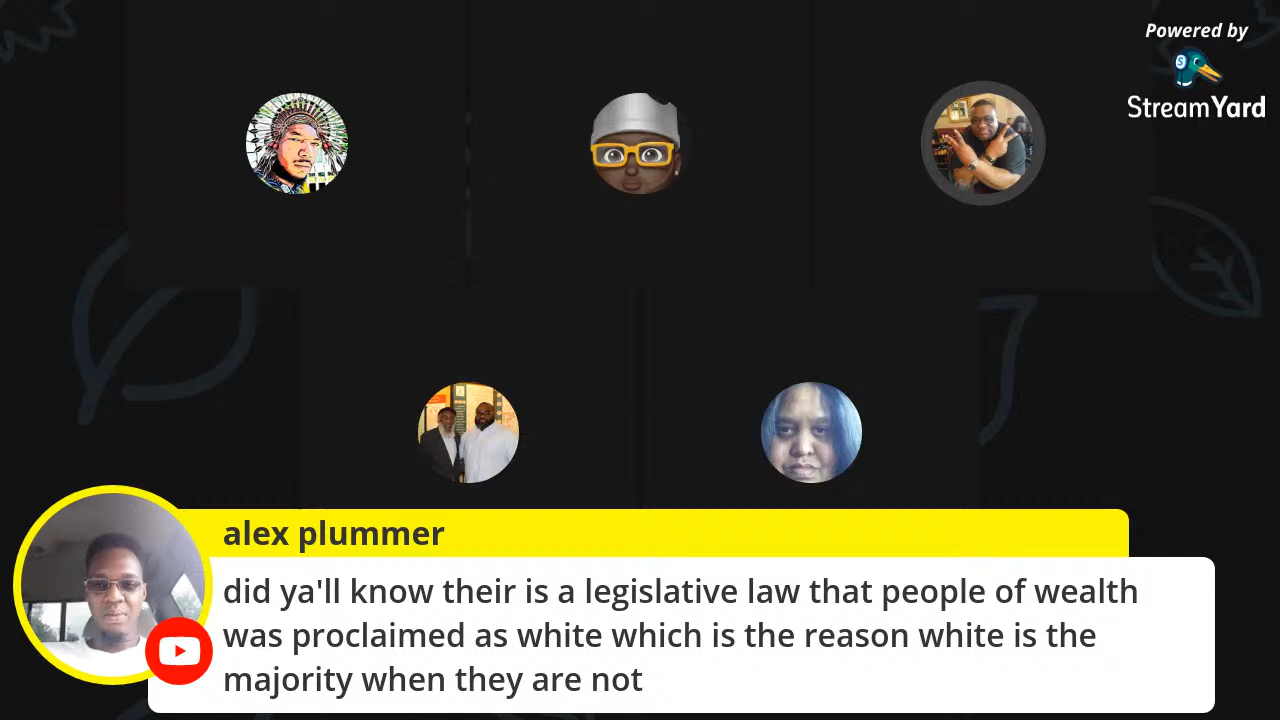 Powered by
StreamYard
alex plummer
did ya'll know their is a legislative law that people of wealth
was proclaimed as white which is the reason white is the
majority when they are not